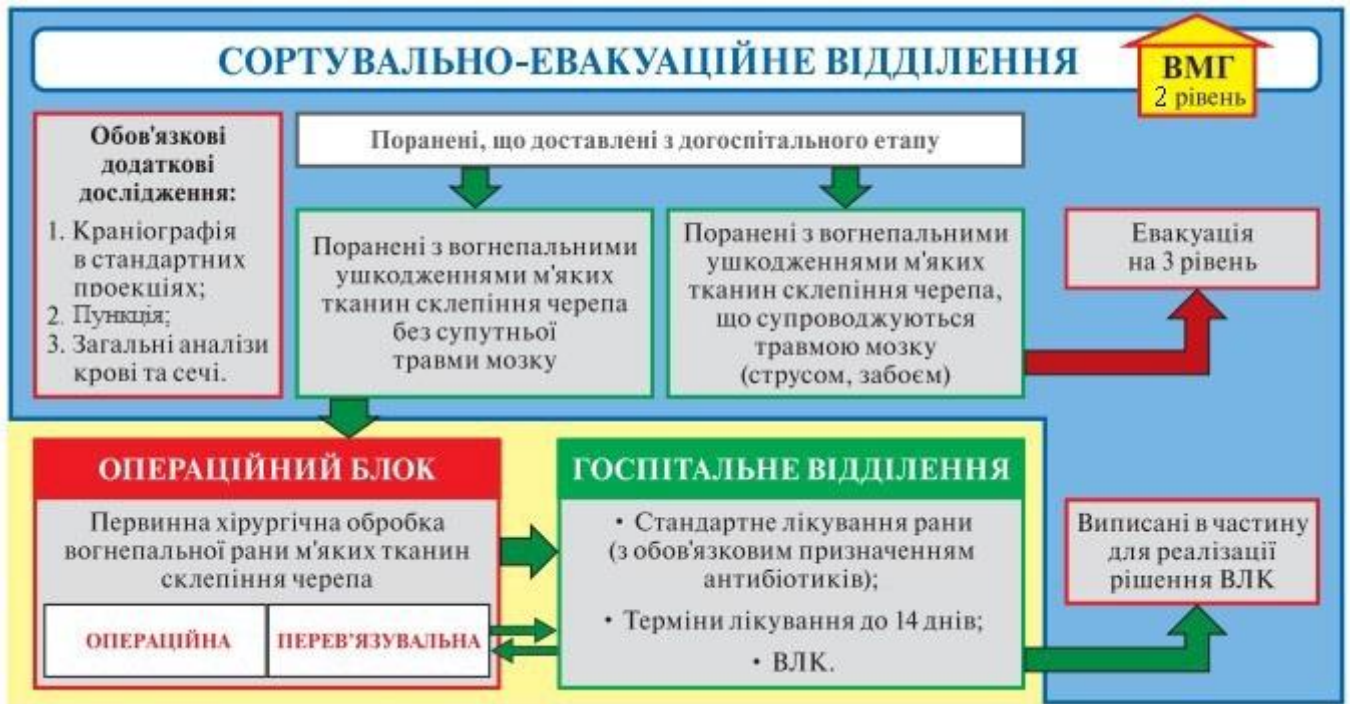 СОРТУВАЛЬНО-ЕВАКУАЦІЙНЕ ВІДДІЛЕННЯ
ВМГ
2 рівень
Обов'язкові
додаткові
дослідження:
1. Краніографія
в стандартних
проекціях;
2. Пункція;
3. Загальні аналізи
крові та сечі.
Поранені, що доставлені з догоспітального етапу
Поранені з вогнепальними
ушкодженнями м'яких
тканин склепіння черепа
без супутньої
травми мозку
Поранені з вогнепальними
ушкодженнями м'яких
тканин склепіння черепа,
що супроводжуються
травмою мозку
(струсом, забоєм)
Евакуація
на 3 рівень
ОПЕРАЦІЙНИЙ БЛОК
Первинна хірургічна обробка
вогнепальної рани м'яких тканин
склепіння черепа
ОПЕРАЦІЙНА
ПЕРЕВ’ЯЗУВАЛЬНА
ГОСПІТАЛЬНЕ ВІДДІЛЕННЯ
• Стандартне лікування рани
(з обов'язковим призначенням
антибіотиків);
• Терміни лікування до 14 днів;
• ВЛК.
Виписані в частину
для реалізації
рішення ВЛК